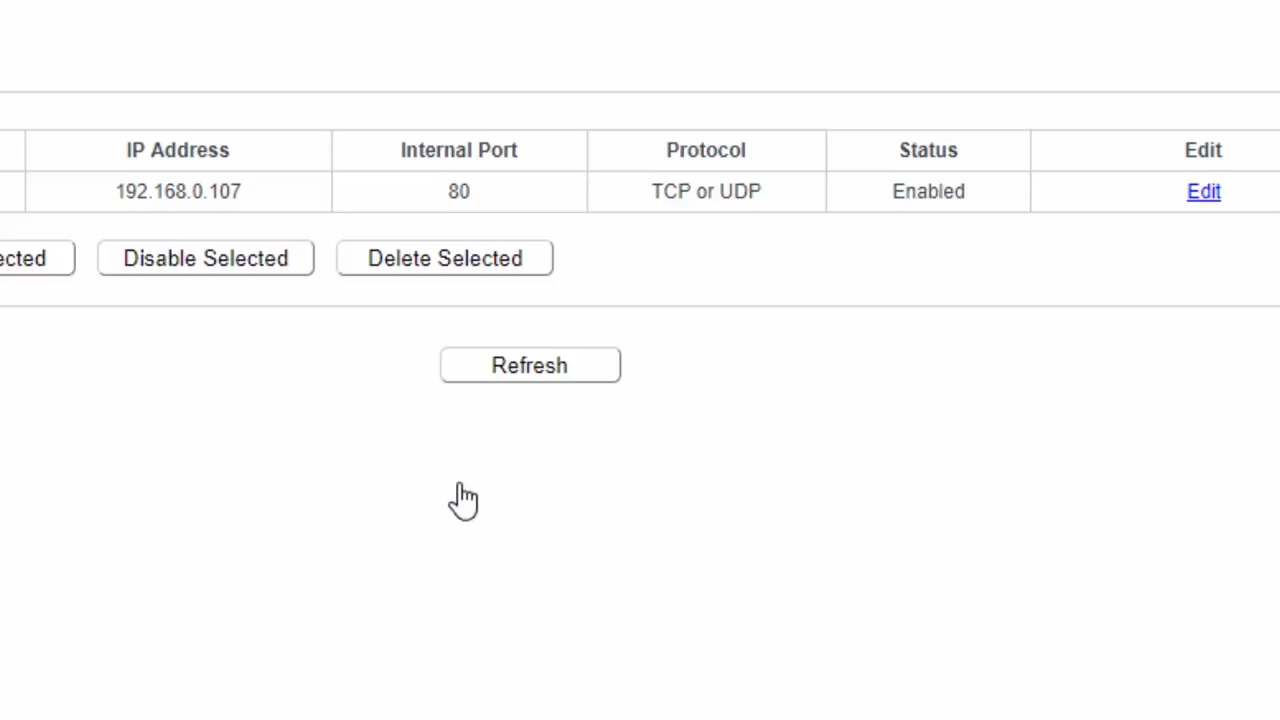 IP Address Internal Port Protocol Status Edit
192.168.0.107 80 TCP or UDP Enabled Edit
Disable Selected Delete Selected
Refresh